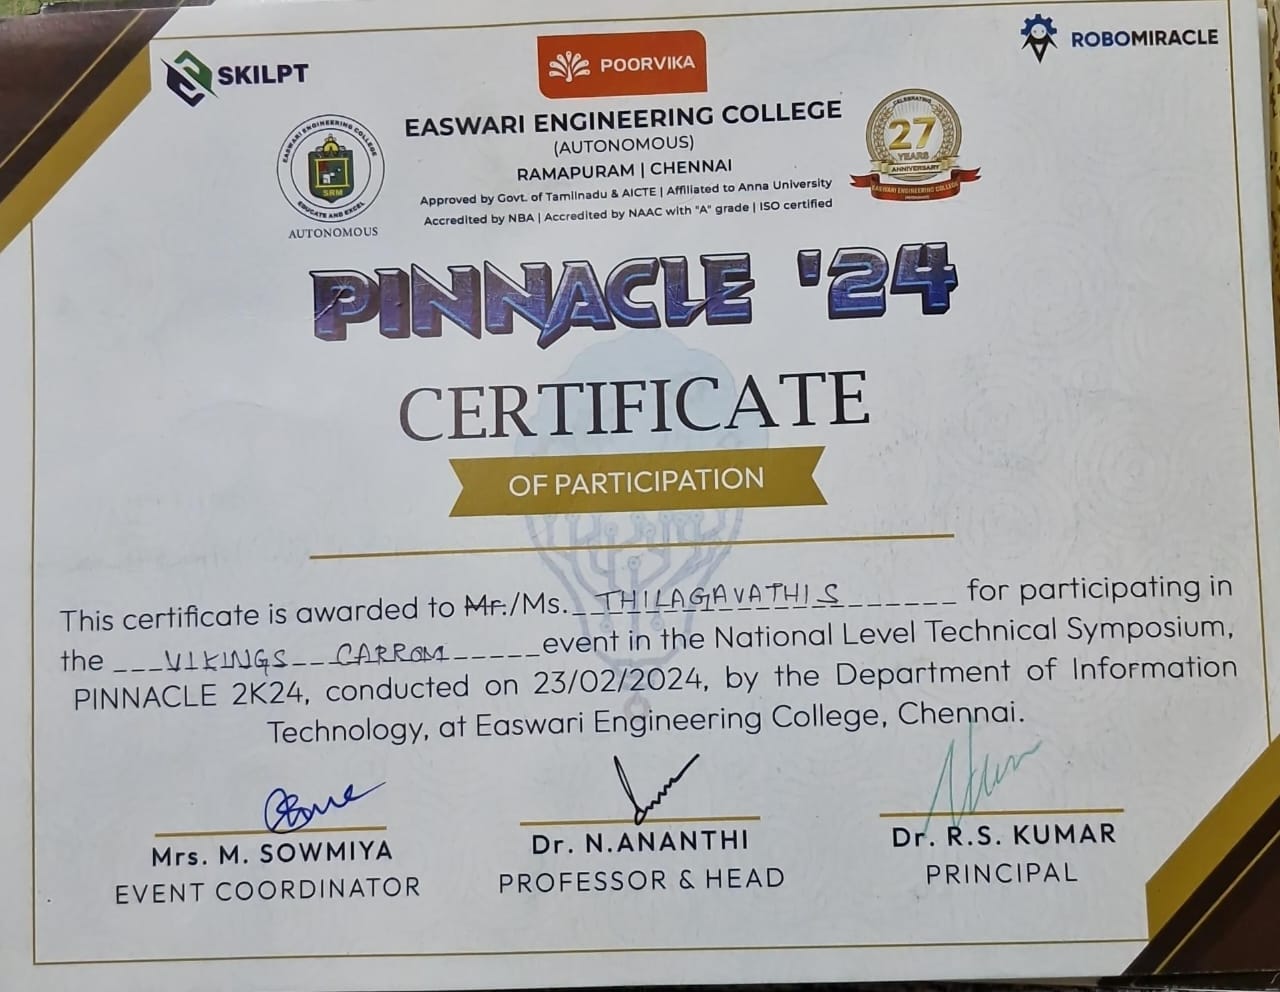 SKILPT
POORVIKA
ROBOMIRACLE
EASWARI ENGINEERING COLLEGE
(AUTONOMOUS)
RAMAPURAM | CHENNAI
Approved by Govt. of Tamilnadu & AICTE | Affiliated to Anna University
Accredited by NBA | Accredited by NAAC with "A" grade | ISO certified
EASWARI ENGINEERING COLLEGE
SRM
EDUCATE AND EXCEL
AUTONOMOUS
CELEBRATING
27
YEARS
ANNIVERSARY
EASWARI ENGINEERING COLLEGE
PINNACLE '24
CERTIFICATE
OF PARTICIPATION
This certificate is awarded to Mr./Ms. THILAGAVATHI S for participating in
the VIKINGS CARROM event in the National Level Technical Symposium,
PINNACLE 2K24, conducted on 23/02/2024, by the Department of Information
Technology, at Easwari Engineering College, Chennai.
Mrs. M. SOWMIYA
EVENT COORDINATOR
Dr. N.ANANTHI
PROFESSOR & HEAD
Dr. R.S. KUMAR
PRINCIPAL